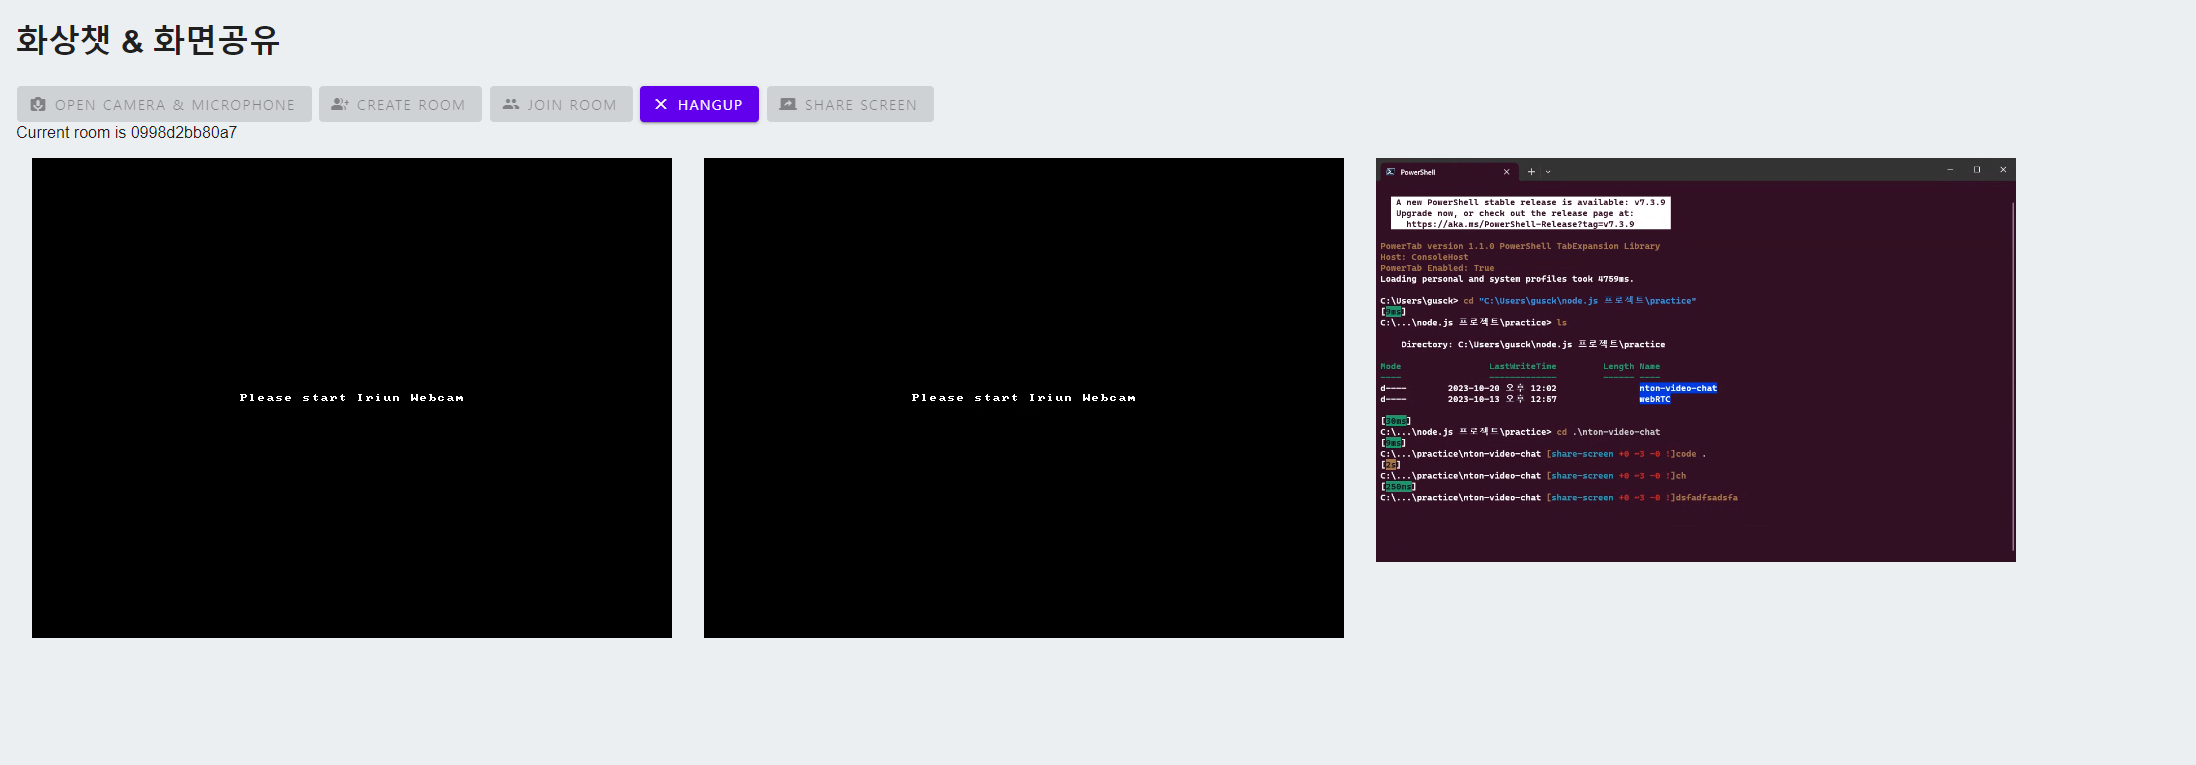 화상챗 & 화면공유
OPEN CAMERA & MICROPHONE CREATE ROOM JOIN ROOM HANGUP SHARE SCREEN
Current room is 0998d2bb80a7
Please start Iriun Webcam
Please start Iriun Webcam
PowerShell
A new PowerShell stable release is available: v7.3.9
Upgrade now, or check out the release page at:
https://aka.ms/PowerShell-Release?tag=v7.3.9
PowerTab version 1.1.0 PowerShell TabExpansion Library
Host: ConsoleHost
PowerTab Enabled: True
Loading personal and system profiles took 4759ms.
C:\Users\gusck> cd "C:\Users\gusck\node.js 프로젝트\practice"
[9ms]
C:\...\node.js 프로젝트\practice> ls
Directory: C:\Users\gusck\node.js 프로젝트\practice
Mode LastWriteTime Length Name
---- ------------- ------ ----
d---- 2023-10-20 오후 12:02 nton-video-chat
d---- 2023-10-13 오후 12:57 webRTC
[30ms]
C:\...\node.js 프로젝트\practice> cd .\nton-video-chat
[9ms]
C:\...\practice\nton-video-chat [share-screen +0 ~3 -0 !]code .
[2s]
C:\...\practice\nton-video-chat [share-screen +0 ~3 -0 !]ch
[250ms]
C:\...\practice\nton-video-chat [share-screen +0 ~3 -0 !]dsfadfsadsfa